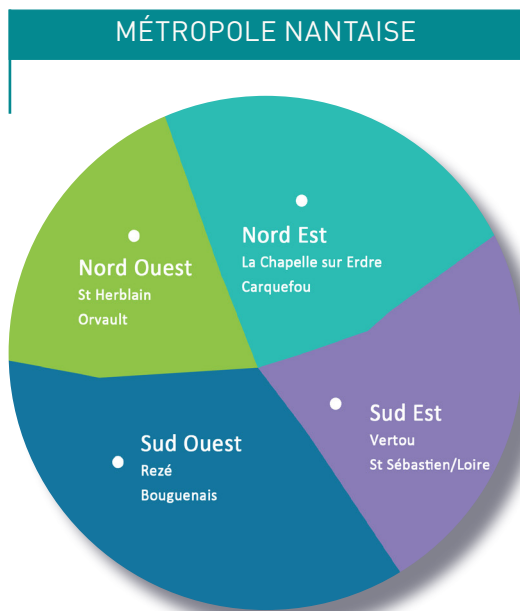 MÉTROPOLE NANTAISE
Nord Est
La Chapelle sur Erdre
Carquefou
Nord Ouest
St Herblain
Orvault
Sud Est
Vertou
St Sébastien/Loire
Sud Ouest
Rezé
Bouguenais